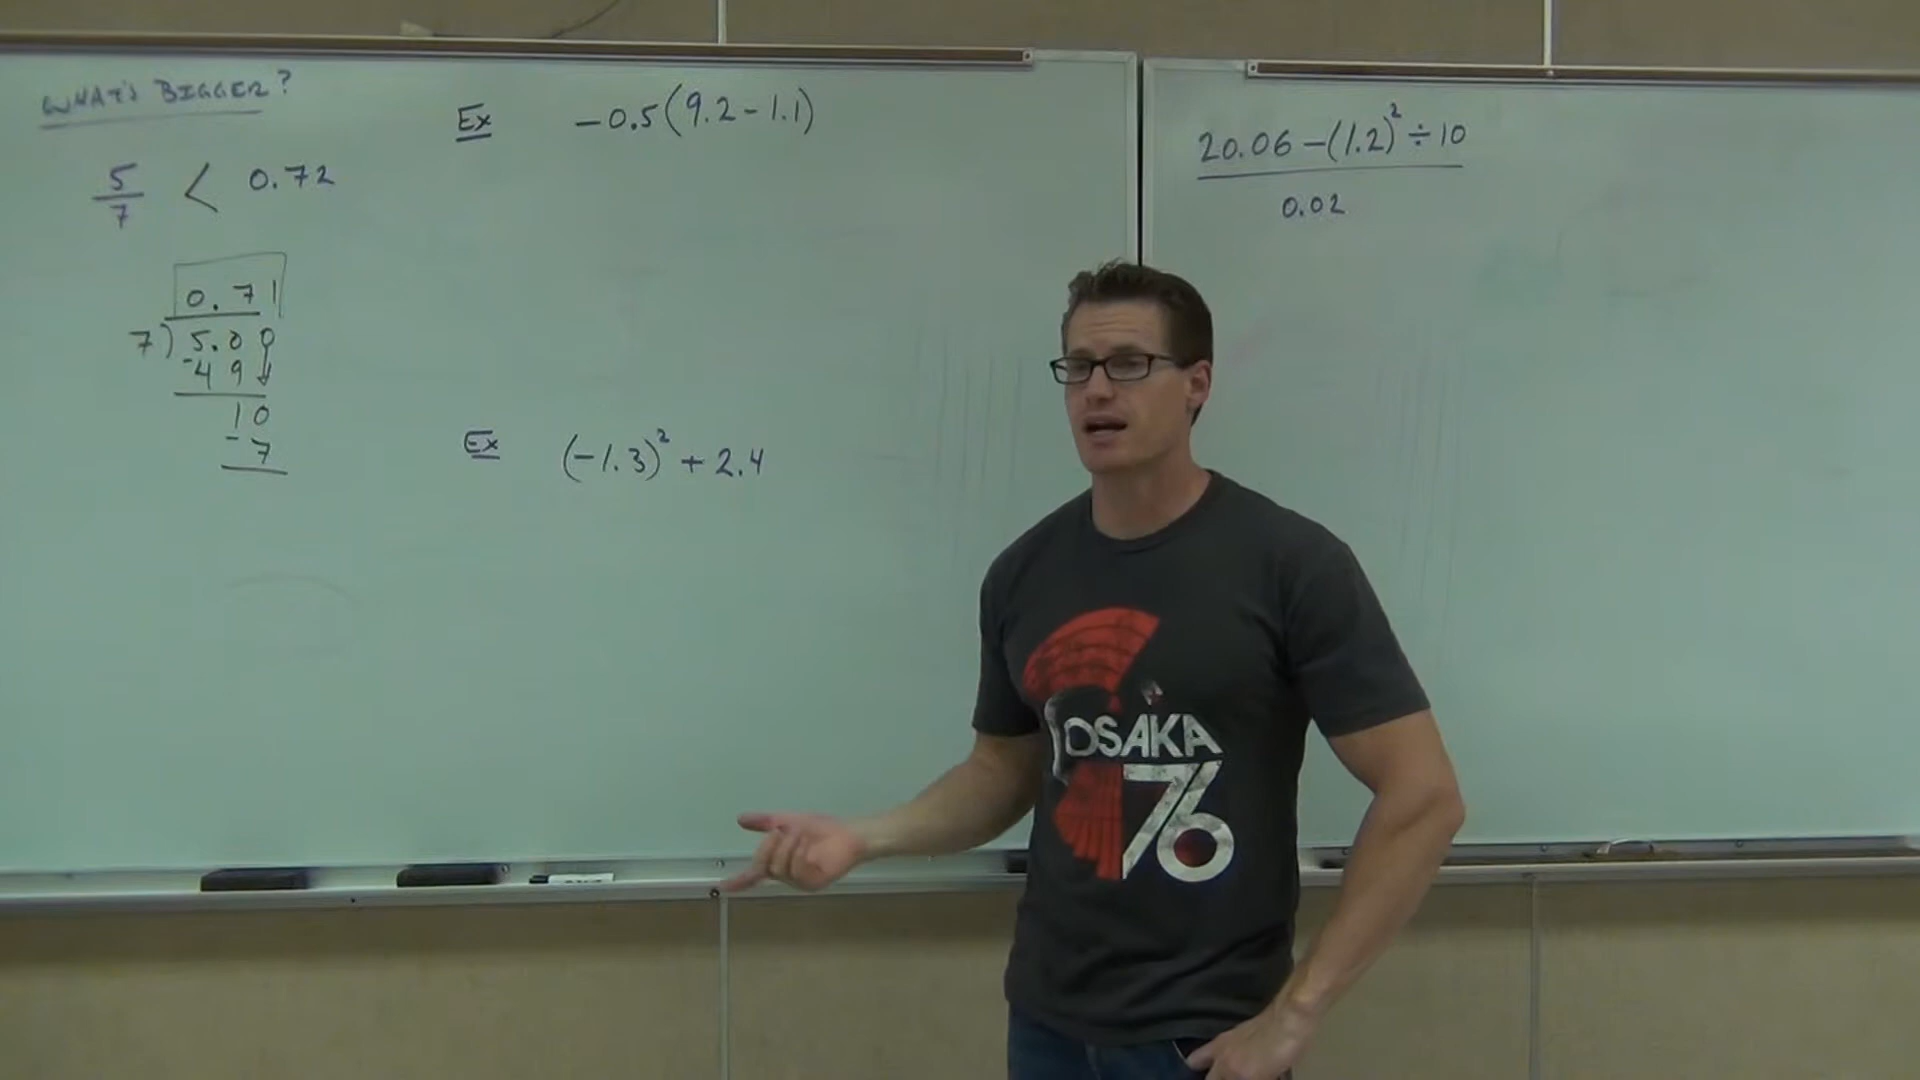 WHAT'S BIGGER?
5/7 < 0.72
0.71
7) 5.00
-49
10
-7
Ex -0.5(9.2-1.1)
Ex (-1.3)² + 2.4
20.06-(1.2)²÷10
0.02
OSAKA
76